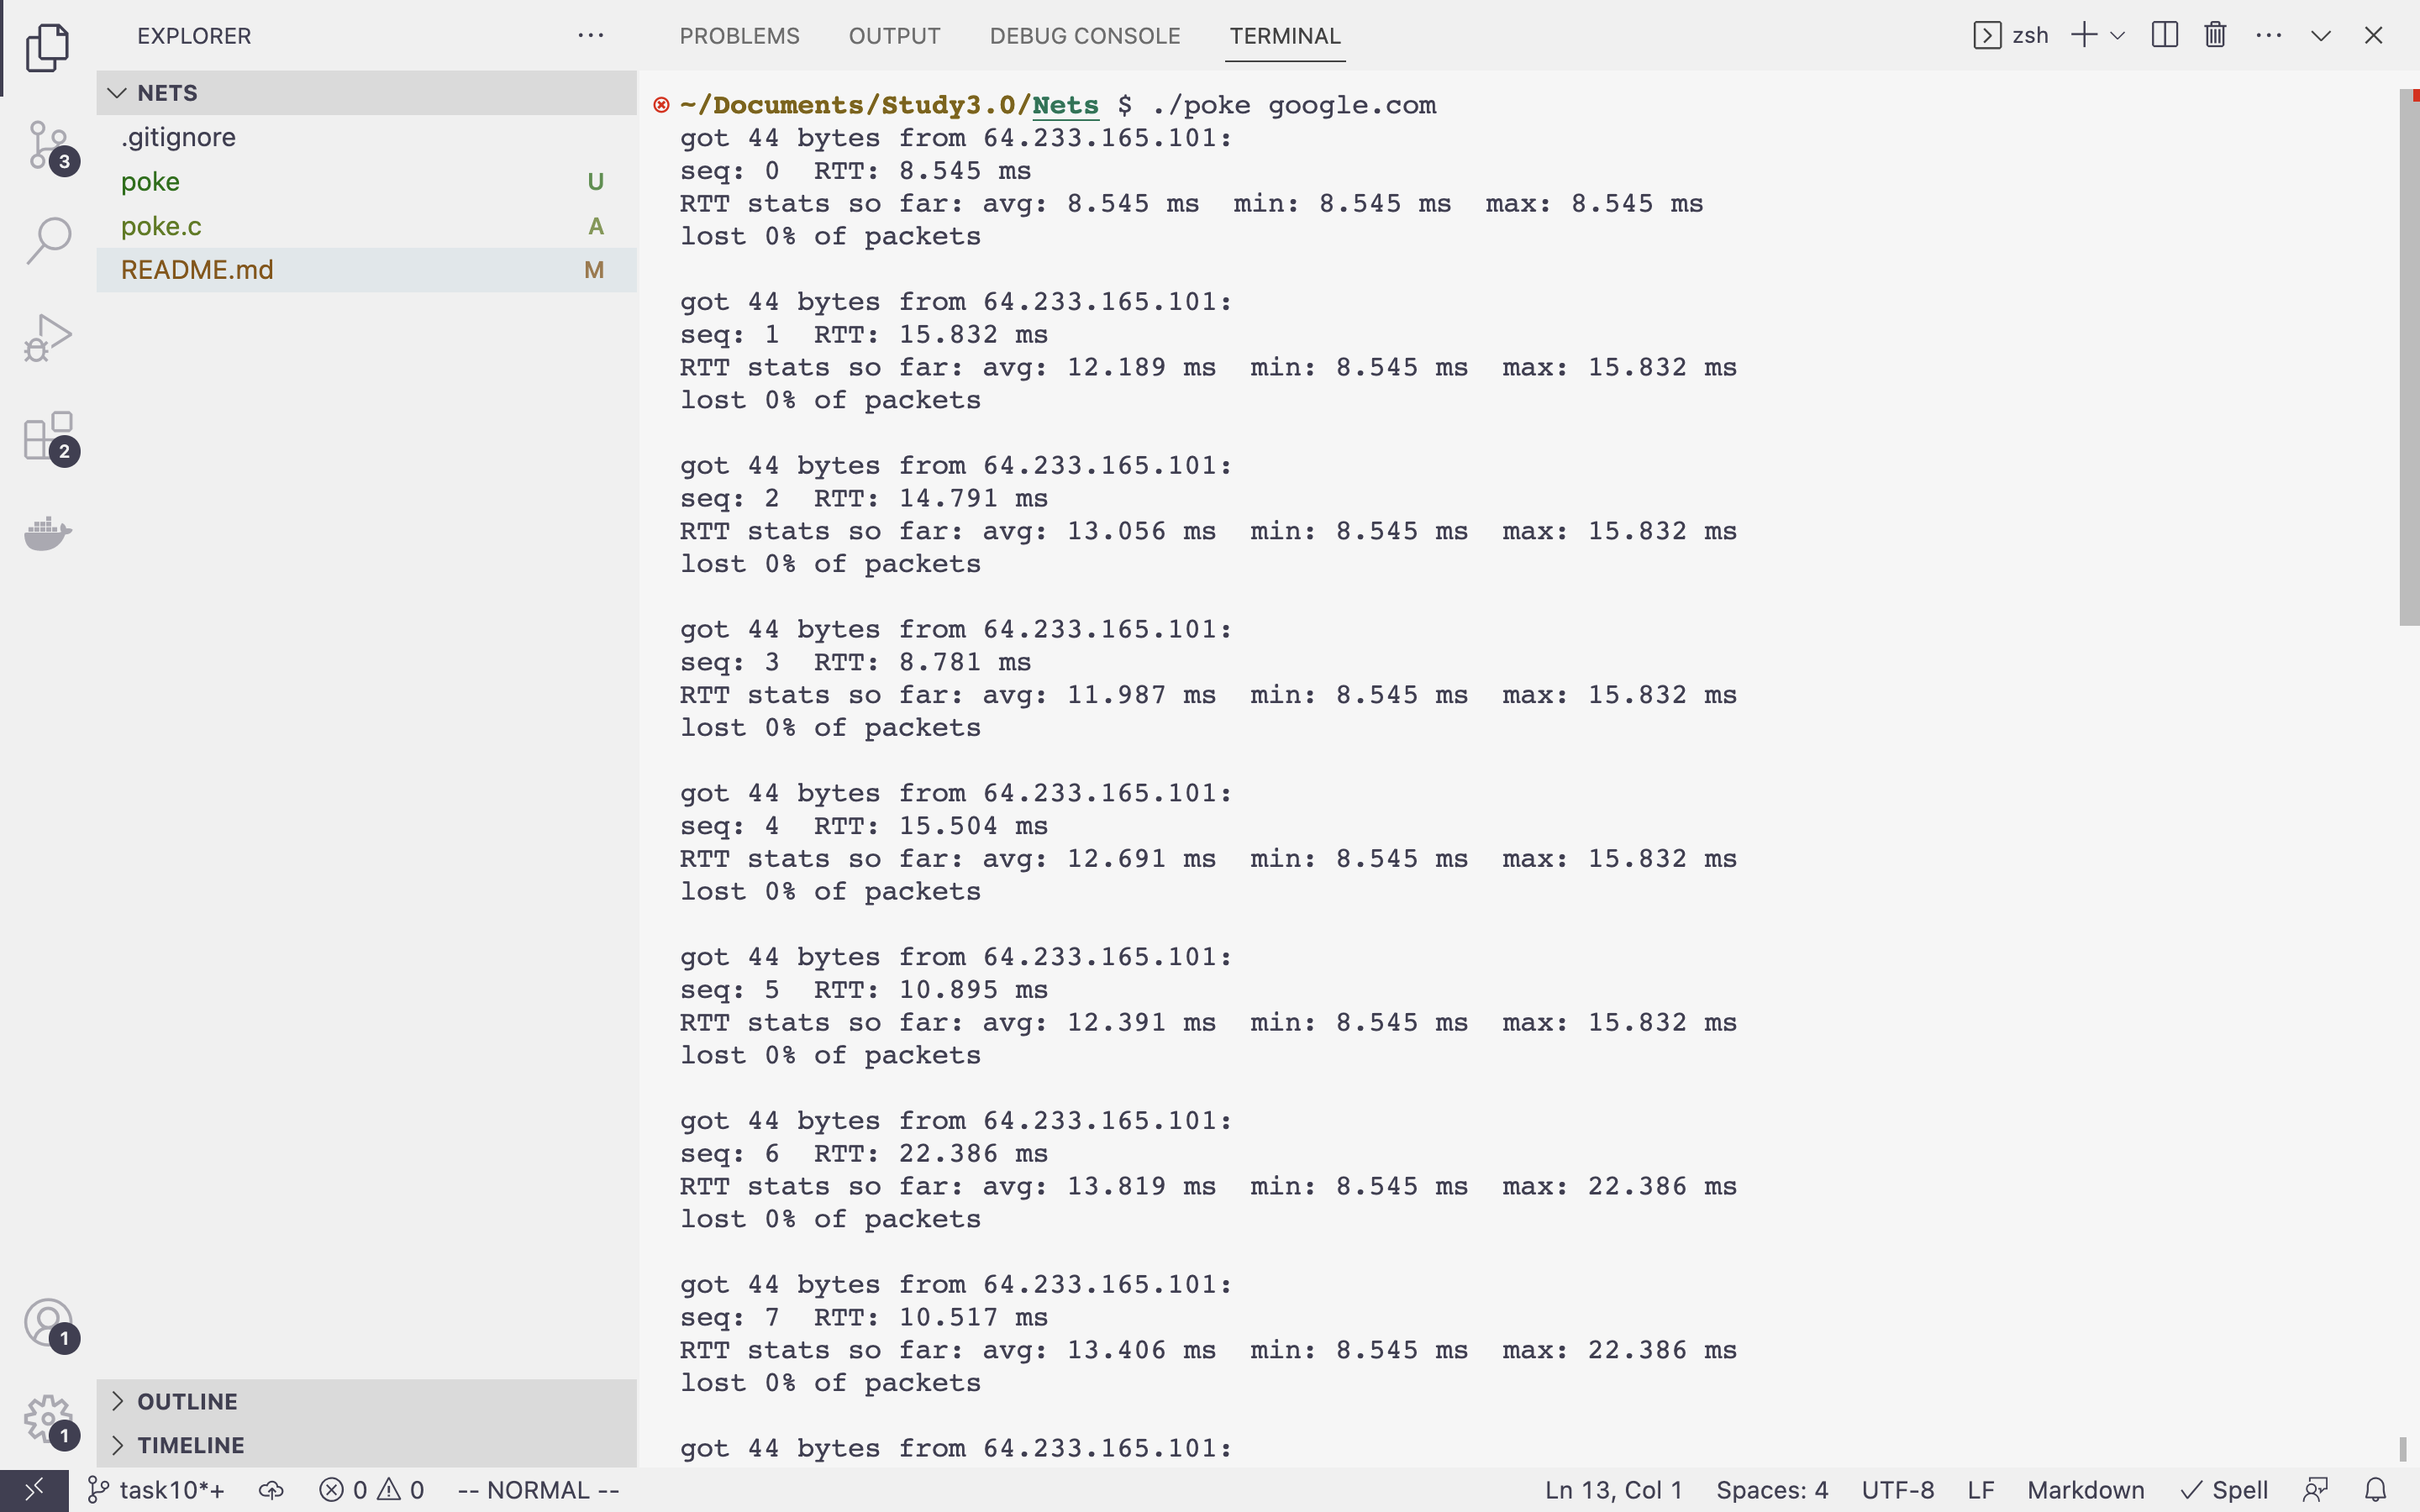 EXPLORER
PROBLEMS OUTPUT DEBUG CONSOLE TERMINAL
zsh
NETS
.gitignore
poke U
poke.c A
README.md M
3
2
1
1
OUTLINE
TIMELINE
~/Documents/Study3.0/Nets $ ./poke google.com
got 44 bytes from 64.233.165.101:
seq: 0 RTT: 8.545 ms
RTT stats so far: avg: 8.545 ms min: 8.545 ms max: 8.545 ms
lost 0% of packets
got 44 bytes from 64.233.165.101:
seq: 1 RTT: 15.832 ms
RTT stats so far: avg: 12.189 ms min: 8.545 ms max: 15.832 ms
lost 0% of packets
got 44 bytes from 64.233.165.101:
seq: 2 RTT: 14.791 ms
RTT stats so far: avg: 13.056 ms min: 8.545 ms max: 15.832 ms
lost 0% of packets
got 44 bytes from 64.233.165.101:
seq: 3 RTT: 8.781 ms
RTT stats so far: avg: 11.987 ms min: 8.545 ms max: 15.832 ms
lost 0% of packets
got 44 bytes from 64.233.165.101:
seq: 4 RTT: 15.504 ms
RTT stats so far: avg: 12.691 ms min: 8.545 ms max: 15.832 ms
lost 0% of packets
got 44 bytes from 64.233.165.101:
seq: 5 RTT: 10.895 ms
RTT stats so far: avg: 12.391 ms min: 8.545 ms max: 15.832 ms
lost 0% of packets
got 44 bytes from 64.233.165.101:
seq: 6 RTT: 22.386 ms
RTT stats so far: avg: 13.819 ms min: 8.545 ms max: 22.386 ms
lost 0% of packets
got 44 bytes from 64.233.165.101:
seq: 7 RTT: 10.517 ms
RTT stats so far: avg: 13.406 ms min: 8.545 ms max: 22.386 ms
lost 0% of packets
got 44 bytes from 64.233.165.101:
task10*+ 0 0 -- NORMAL -- Ln 13, Col 1 Spaces: 4 UTF-8 LF Markdown Spell